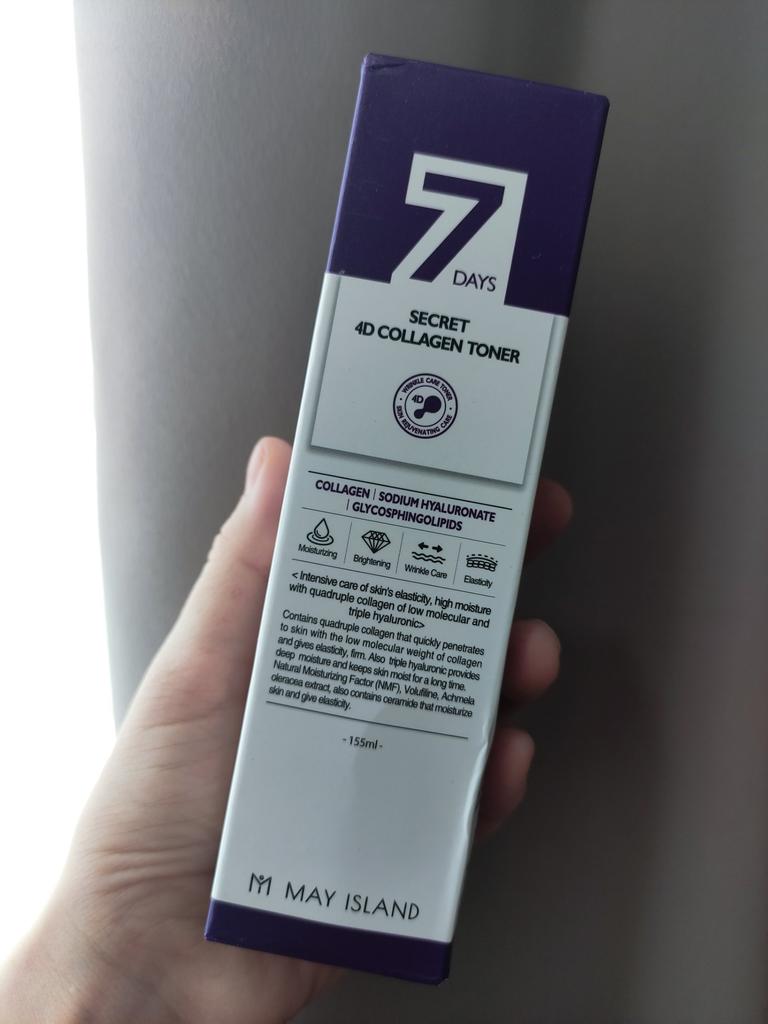 7
DAYS
SECRET
4D COLLAGEN TONER
WRINKLE CARE TONER
4D
SKIN REJUVENATING CARE
COLLAGEN | SODIUM HYALURONATE
| GLYCOSPHINGOLIPIDS
Moisturizing
Brightening
Wrinkle Care
Elasticity
< Intensive care of skin's elasticity, high moisture
with quadruple collagen of low molecular and
triple hyaluronic>
Contains quadruple collagen that quickly penetrates
to skin with the low molecular weight of collagen
and gives elasticity, firm. Also triple hyaluronic provides
deep moisture and keeps skin moist for a long time.
Natural Moisturizing Factor (NMF), Volufiline, Achmela
oleracea extract, also contains ceramide that moisturize
skin and give elasticity.
- 155ml -
MAY ISLAND